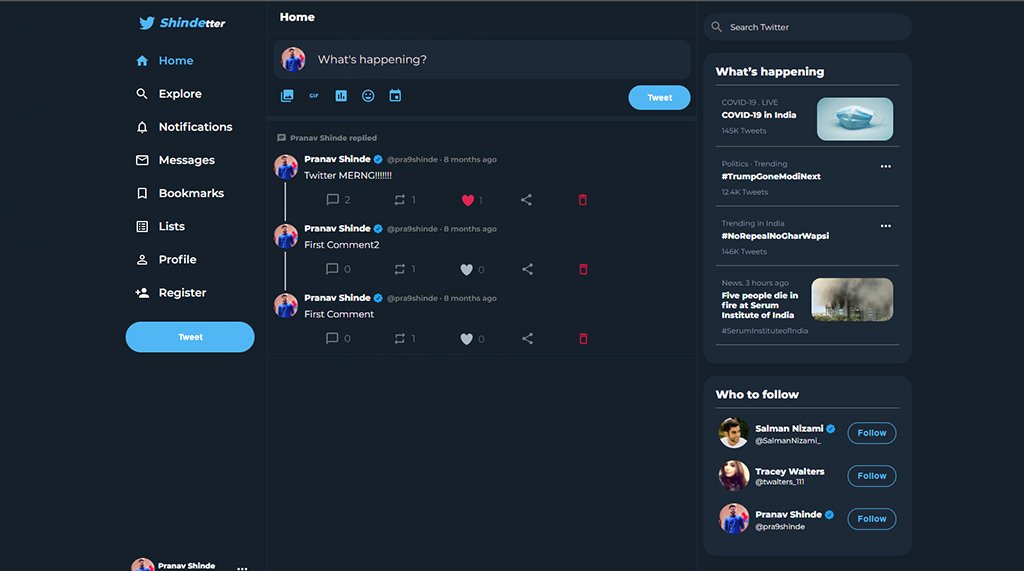 Shindetter
Home
Explore
Notifications
Messages
Bookmarks
Lists
Profile
Register
Tweet
Pranav Shinde
Home
What's happening?
GIF
Tweet
Pranav Shinde replied
Pranav Shinde @pra9shinde · 8 months ago
Twitter MERNG!!!!!!!
2 1 1
Pranav Shinde @pra9shinde · 8 months ago
First Comment2
0 1 0
Pranav Shinde @pra9shinde · 8 months ago
First Comment
0 1 0
Search Twitter
What's happening
COVID-19 . LIVE
COVID-19 in India
145K Tweets
Politics · Trending
#TrumpGoneModiNext
12.4K Tweets
Trending in India
#NoRepealNoGharWapsi
146K Tweets
News. 3 hours ago
Five people die in
fire at Serum
Institute of India
#SerumInstituteofIndia
Who to follow
Salman Nizami
@SalmanNizami_
Follow
Tracey Walters
@twalters_111
Follow
Pranav Shinde
@pra9shinde
Follow